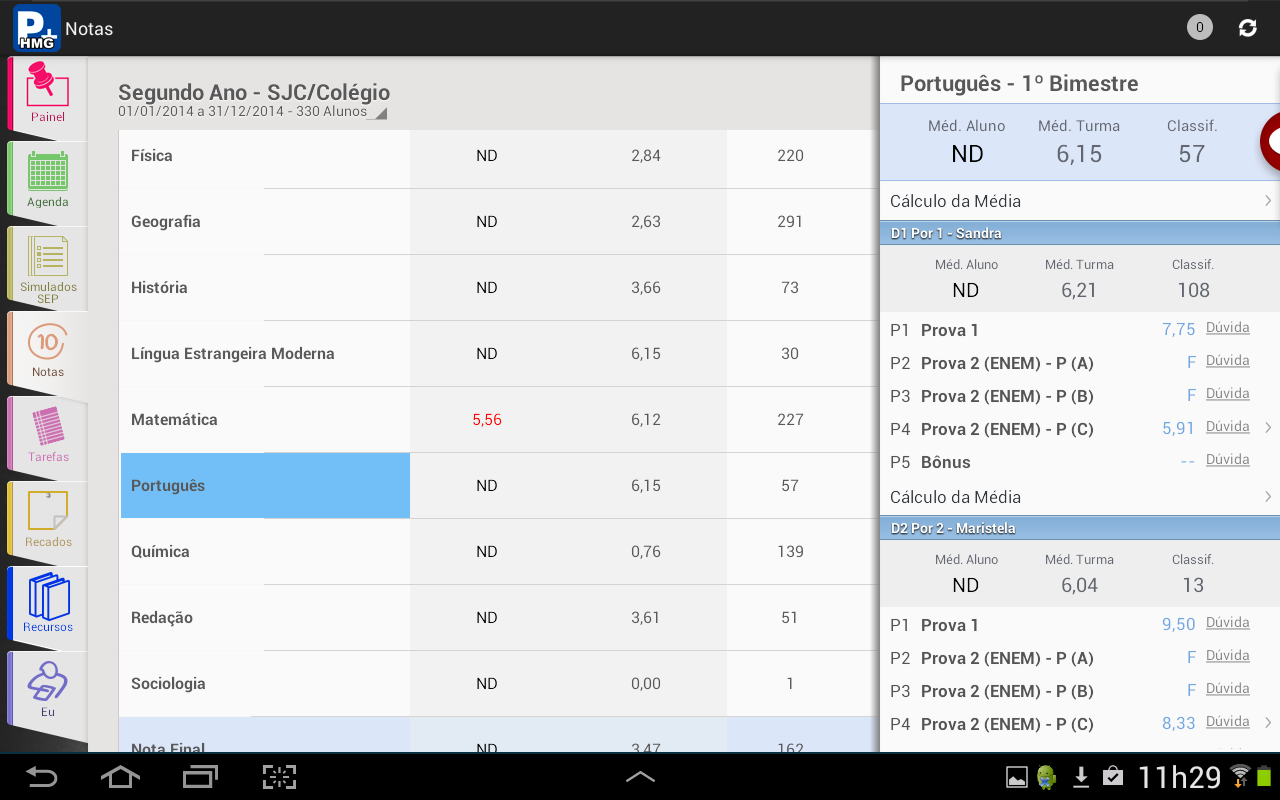 P+ HMG Notas 0
Painel
Agenda
Simulados
SEP
10
Notas
Tarefas
3
Recados
Recursos
Eu
Segundo Ano - SJC/Colégio
01/01/2014 a 31/12/2014 - 330 Alunos
Física ND 2,84 220
Geografia ND 2,63 291
História ND 3,66 73
Língua Estrangeira Moderna ND 6,15 30
Matemática 5,56 6,12 227
Português ND 6,15 57
Química ND 0,76 139
Redação ND 3,61 51
Sociologia ND 0,00 1
Nota Final ND 3,47 162
Português - 1º Bimestre
Méd. Aluno Méd. Turma Classif.
ND 6,15 57
Cálculo da Média
D1 Por 1 - Sandra
Méd. Aluno Méd. Turma Classif.
ND 6,21 108
P1 Prova 1 7,75 Dúvida
P2 Prova 2 (ENEM) - P (A) F Dúvida
P3 Prova 2 (ENEM) - P (B) F Dúvida
P4 Prova 2 (ENEM) - P (C) 5,91 Dúvida
P5 Bônus -- Dúvida
Cálculo da Média
D2 Por 2 - Maristela
Méd. Aluno Méd. Turma Classif.
ND 6,04 13
P1 Prova 1 9,50 Dúvida
P2 Prova 2 (ENEM) - P (A) F Dúvida
P3 Prova 2 (ENEM) - P (B) F Dúvida
P4 Prova 2 (ENEM) - P (C) 8,33 Dúvida
11h29